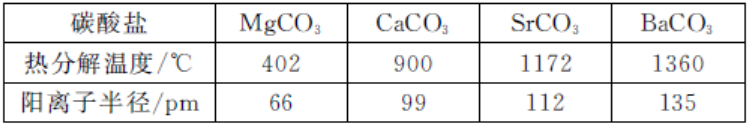 碳酸盐 MgCO₃ CaCO₃ SrCO₃ BaCO₃
热分解温度/℃ 402 900 1172 1360
阳离子半径/pm 66 99 112 135